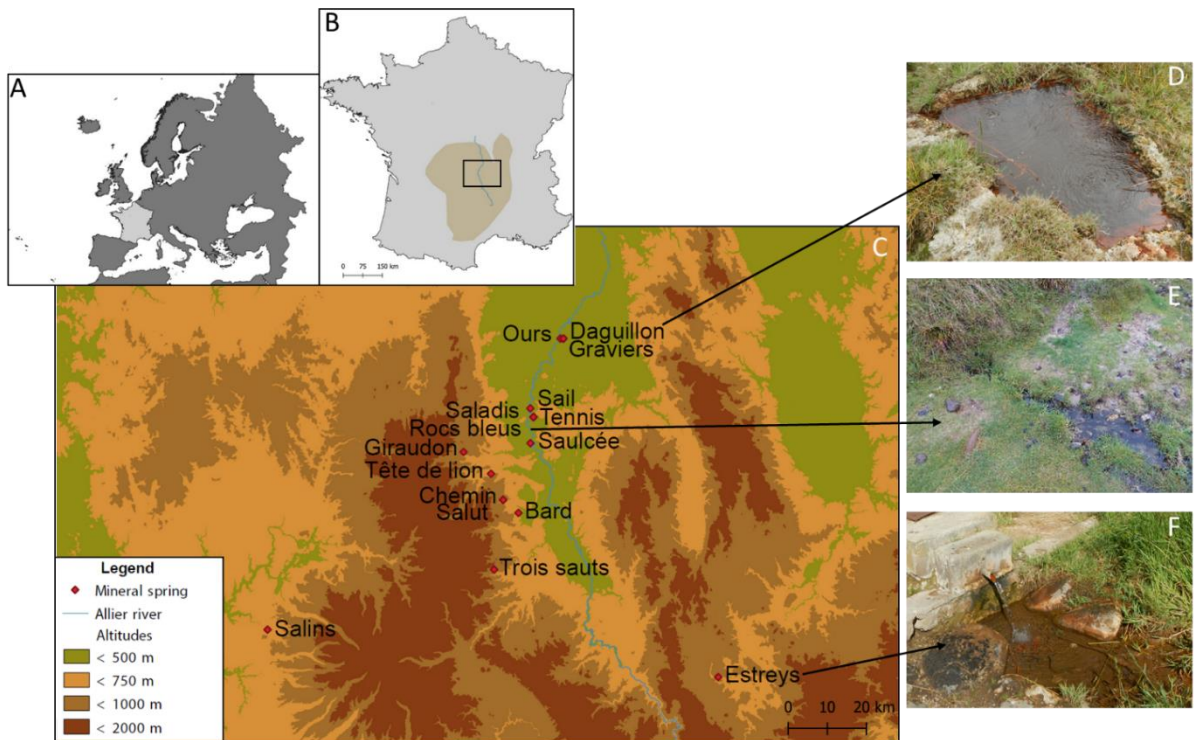 A
B
0 75 150 km
C
Ours
Daguillon
Graviers
Sail
Saladis
Tennis
Rocs bleus
Saulcée
Giraudon
Tête de lion
Chemin
Salut
Bard
Trois sauts
Salins
Estreys
Legend
Mineral spring
Allier river
Altitudes
< 500 m
< 750 m
< 1000 m
< 2000 m
0 10 20 km
D
E
F